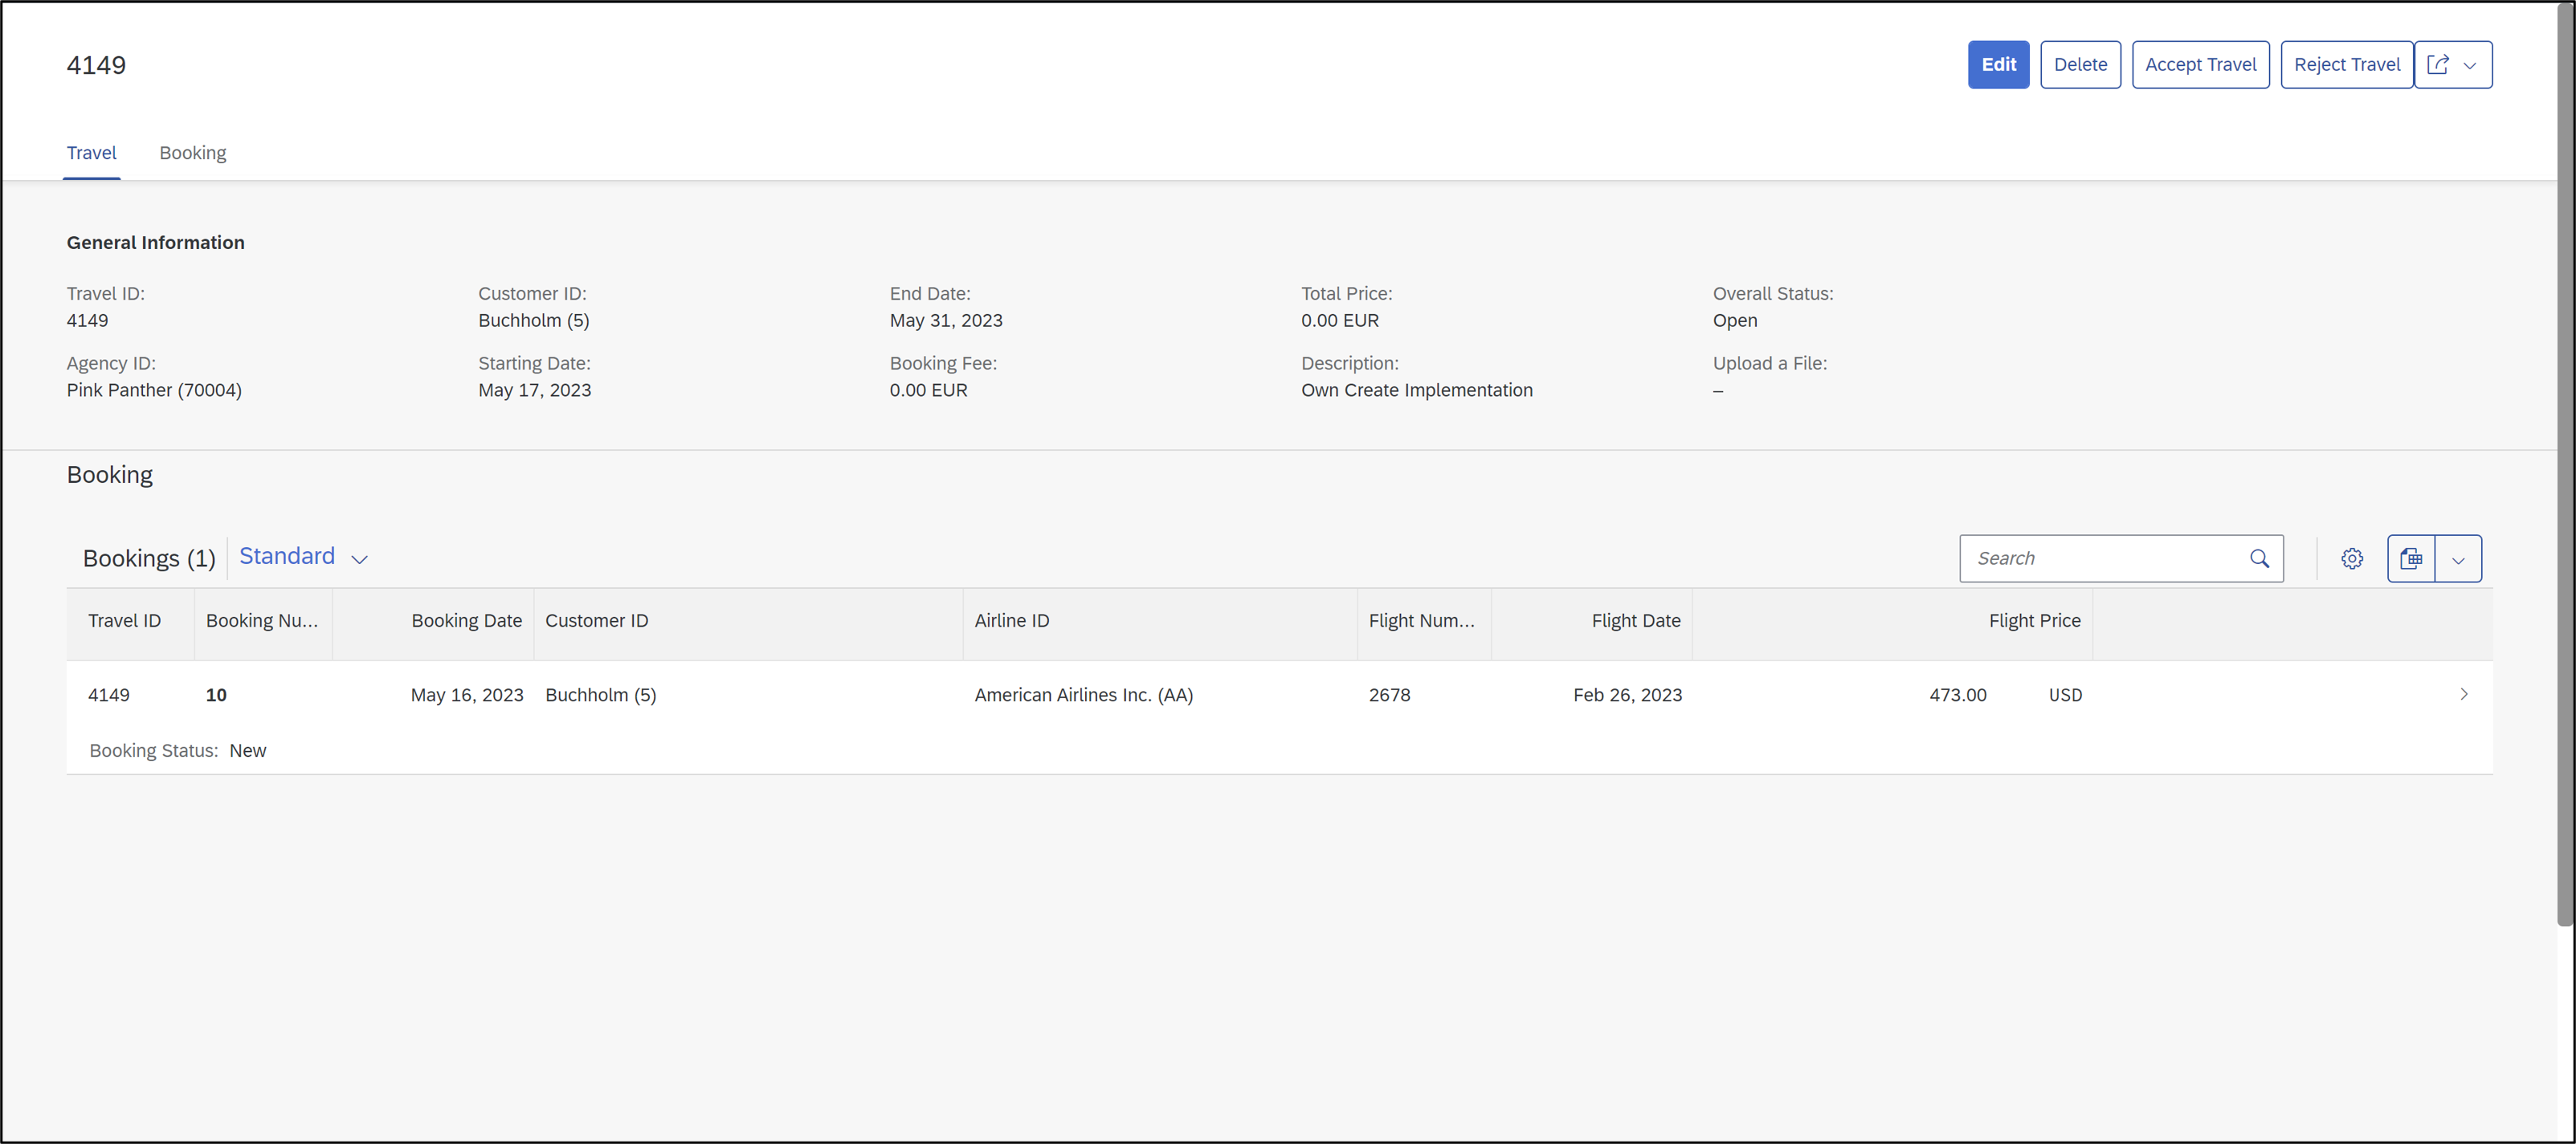 4149
Edit Delete Accept Travel Reject Travel
Travel Booking
General Information
Travel ID: Customer ID: End Date: Total Price: Overall Status:
4149 Buchholm (5) May 31, 2023 0.00 EUR Open
Agency ID: Starting Date: Booking Fee: Description: Upload a File:
Pink Panther (70004) May 17, 2023 0.00 EUR Own Create Implementation –
Booking
Bookings (1) Standard Search
Travel ID Booking Nu... Booking Date Customer ID Airline ID Flight Num... Flight Date Flight Price
4149 10 May 16, 2023 Buchholm (5) American Airlines Inc. (AA) 2678 Feb 26, 2023 473.00 USD
Booking Status: New